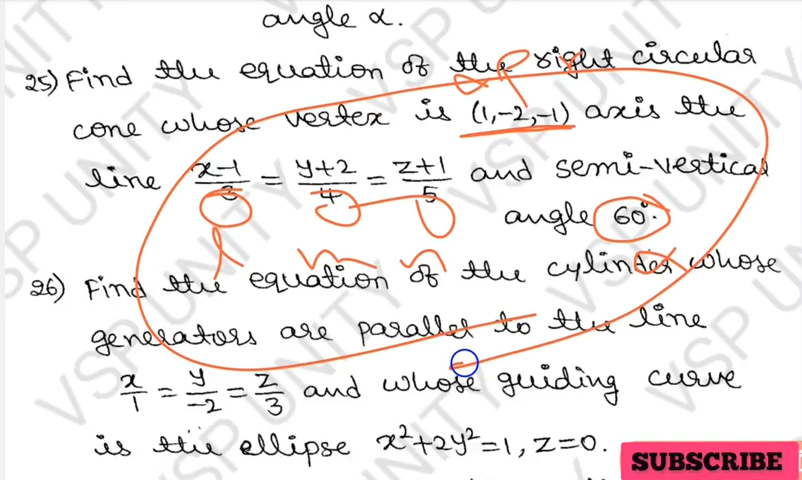 angle α.
25) Find the equation of the right circular
cone whose vertex is (1,-2,-1) axis the
line x-1/3 = y+2/4 = z+1/5 and semi-vertical
angle 60°.
l m n
26) Find the equation of the cylinder whose
generators are parallel to the line
x/1 = y/-2 = z/3 and whose guiding curve
is the ellipse x²+2y²=1, z=0.
SUBSCRIBE
VSP UNITY